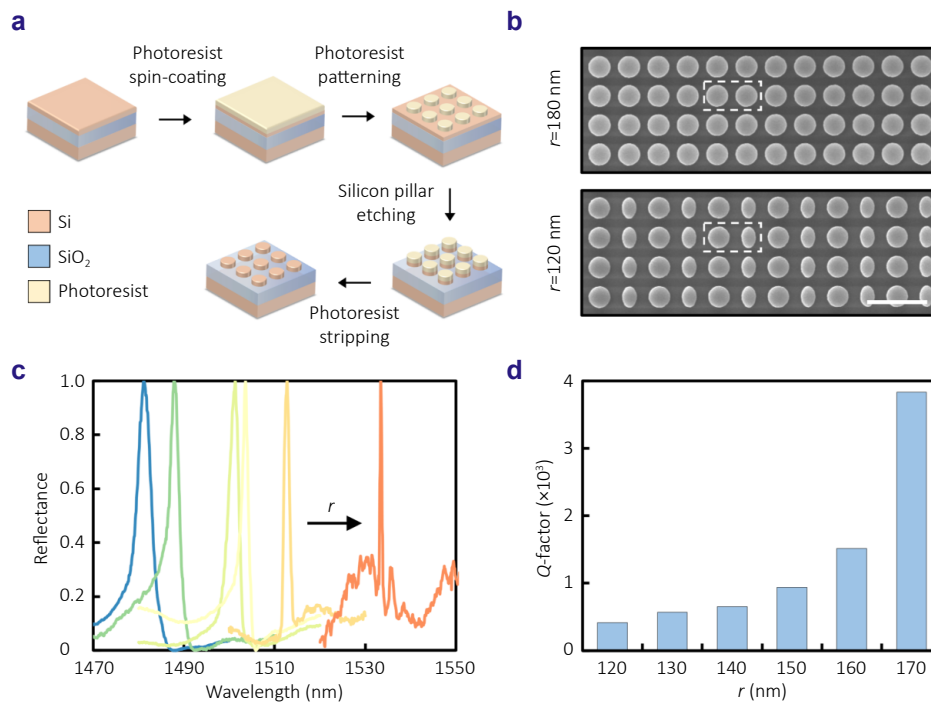 a
Photoresist
spin-coating
Photoresist
patterning
Silicon pillar
etching
Si
SiO₂
Photoresist
Photoresist
stripping
b
r=180 nm
r=120 nm
c
1.0
0.8
0.6
0.4
0.2
0
Reflectance
r
1470
1490
1510
1530
1550
Wavelength (nm)
d
4
3
2
1
0
Q-factor (×10³)
120
130
140
150
160
170
r (nm)